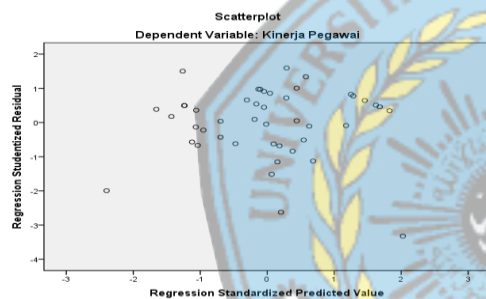 Scatterplot
Dependent Variable: Kinerja Pegawai
Regression Studentized Residual
2
1
0
-1
-2
-3
-4
-3
-2
-1
0
1
2
3
Regression Standardized Predicted Value
UNIVERSIT